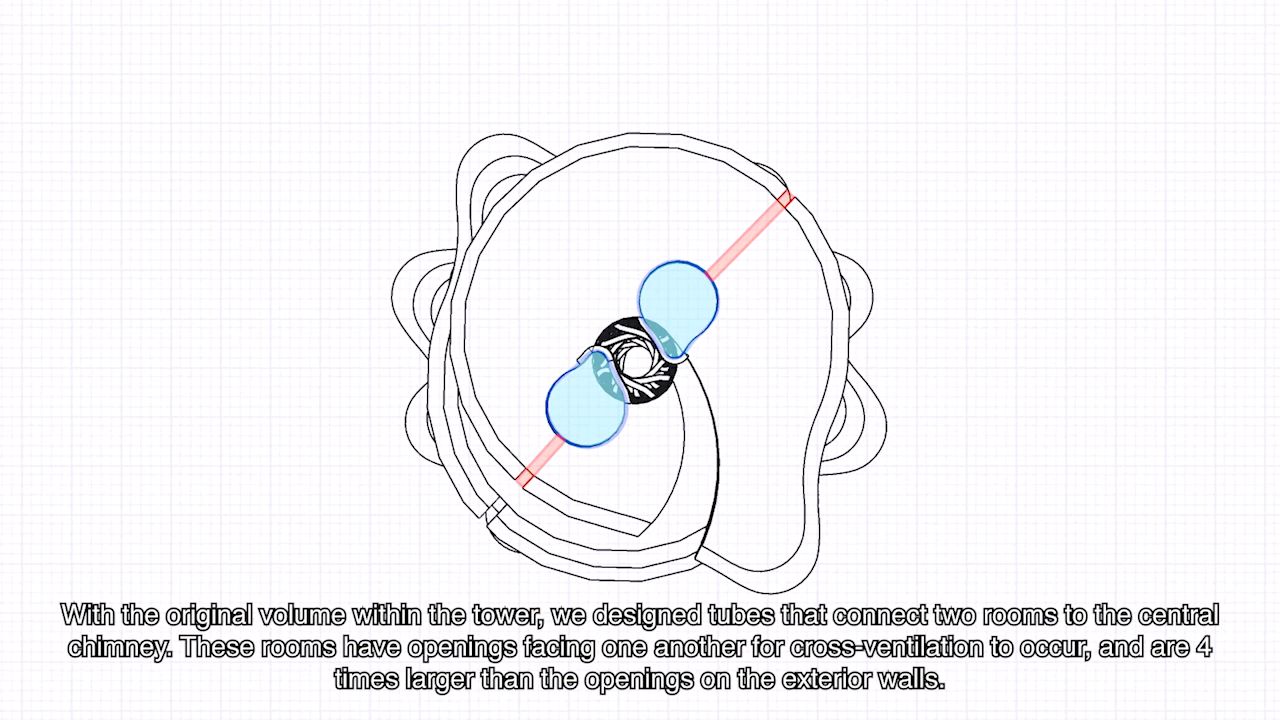 With the original volume within the tower, we designed tubes that connect two rooms to the central
chimney. These rooms have openings facing one another for cross-ventilation to occur, and are 4
times larger than the openings on the exterior walls.